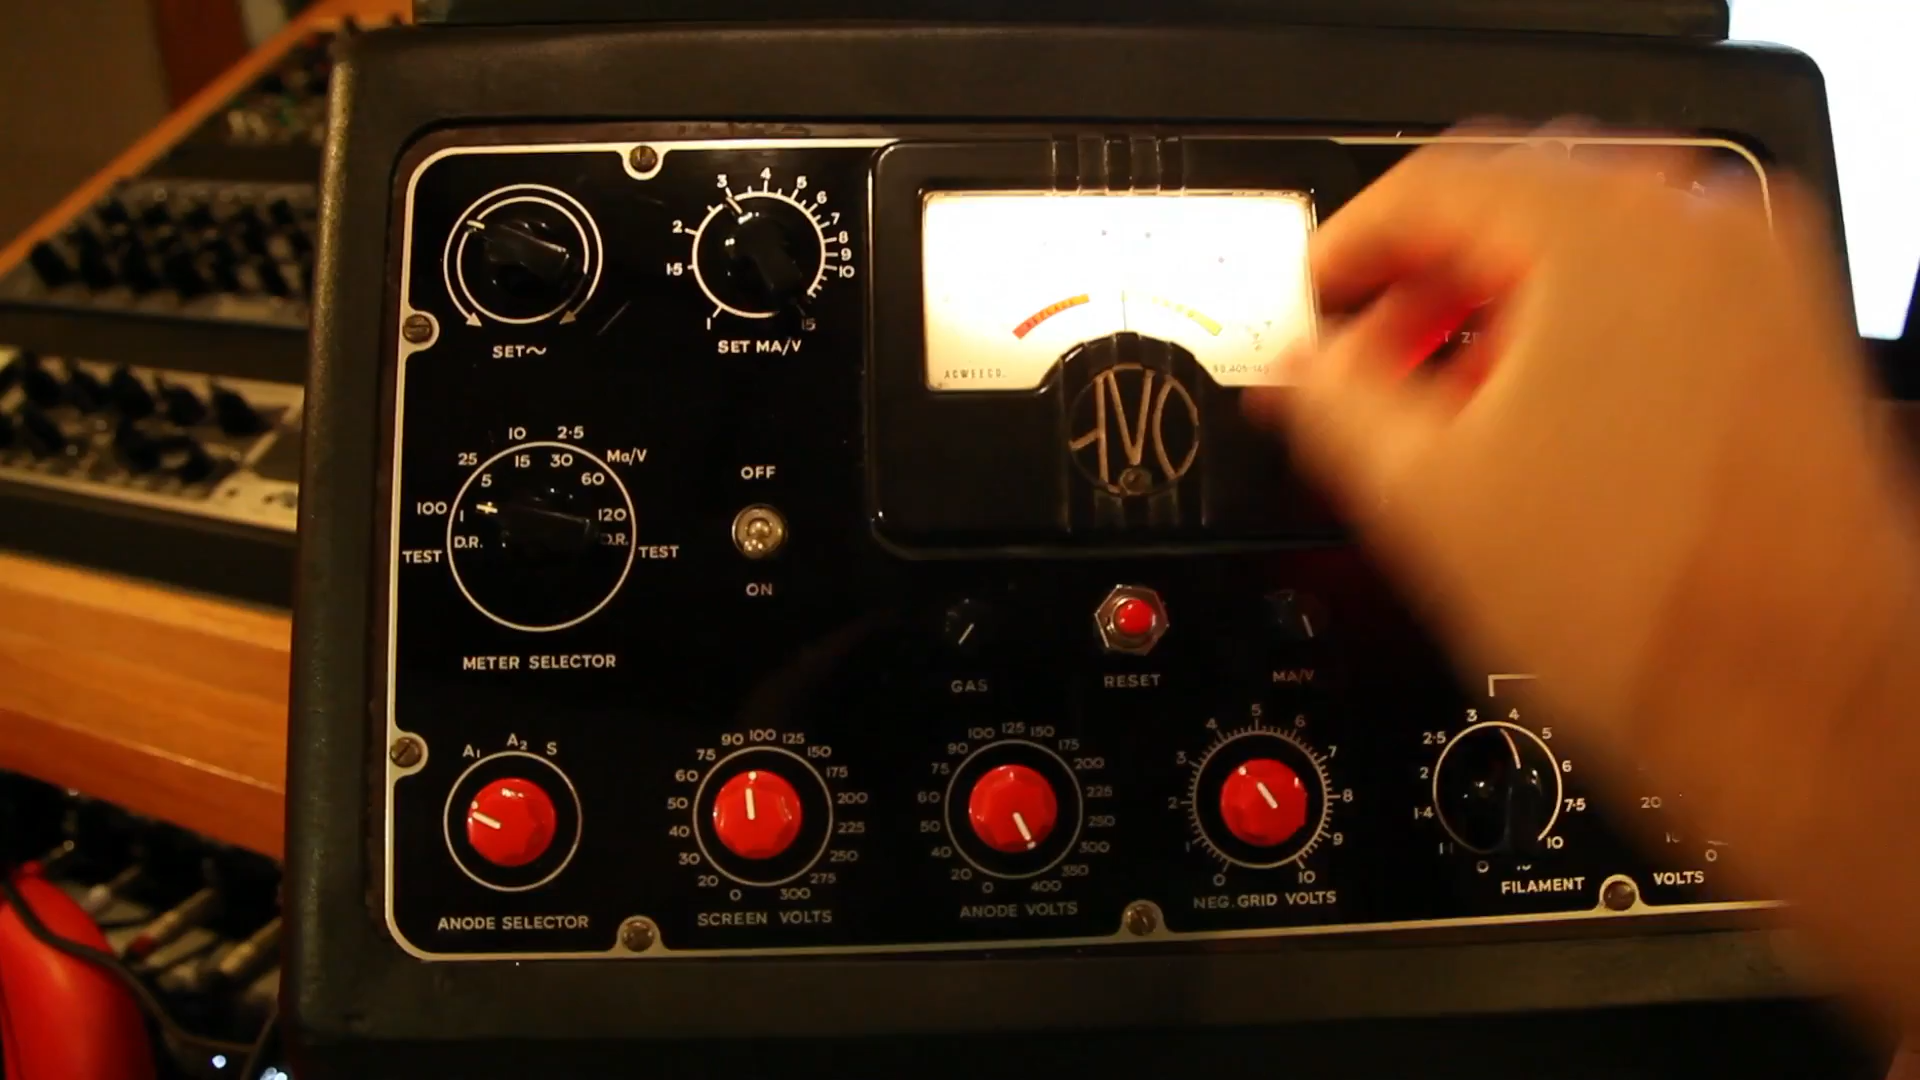 3 4 5 6 7 8 9 10 15
2 1·5 1
SET~
SET MA/V
ACWEECO.
AVO
100 25 10 2·5 Ma/V
1 5 15 30 60 120
D.R. D.R.
TEST TEST
METER SELECTOR
OFF
ON
GAS
RESET
MA/V
A1 A2 S
ANODE SELECTOR
0 20 30 40 50 60 75 90 100 125 150 175 200 225 250 275 300
SCREEN VOLTS
0 20 40 50 60 75 90 100 125 150 175 200 225 250 300 350 400
ANODE VOLTS
0 1 2 3 4 5 6 7 8 9 10
NEG. GRID VOLTS
0 1·4 2 2·5 3 4 5 6 7·5 10
FILAMENT
20
0
VOLTS